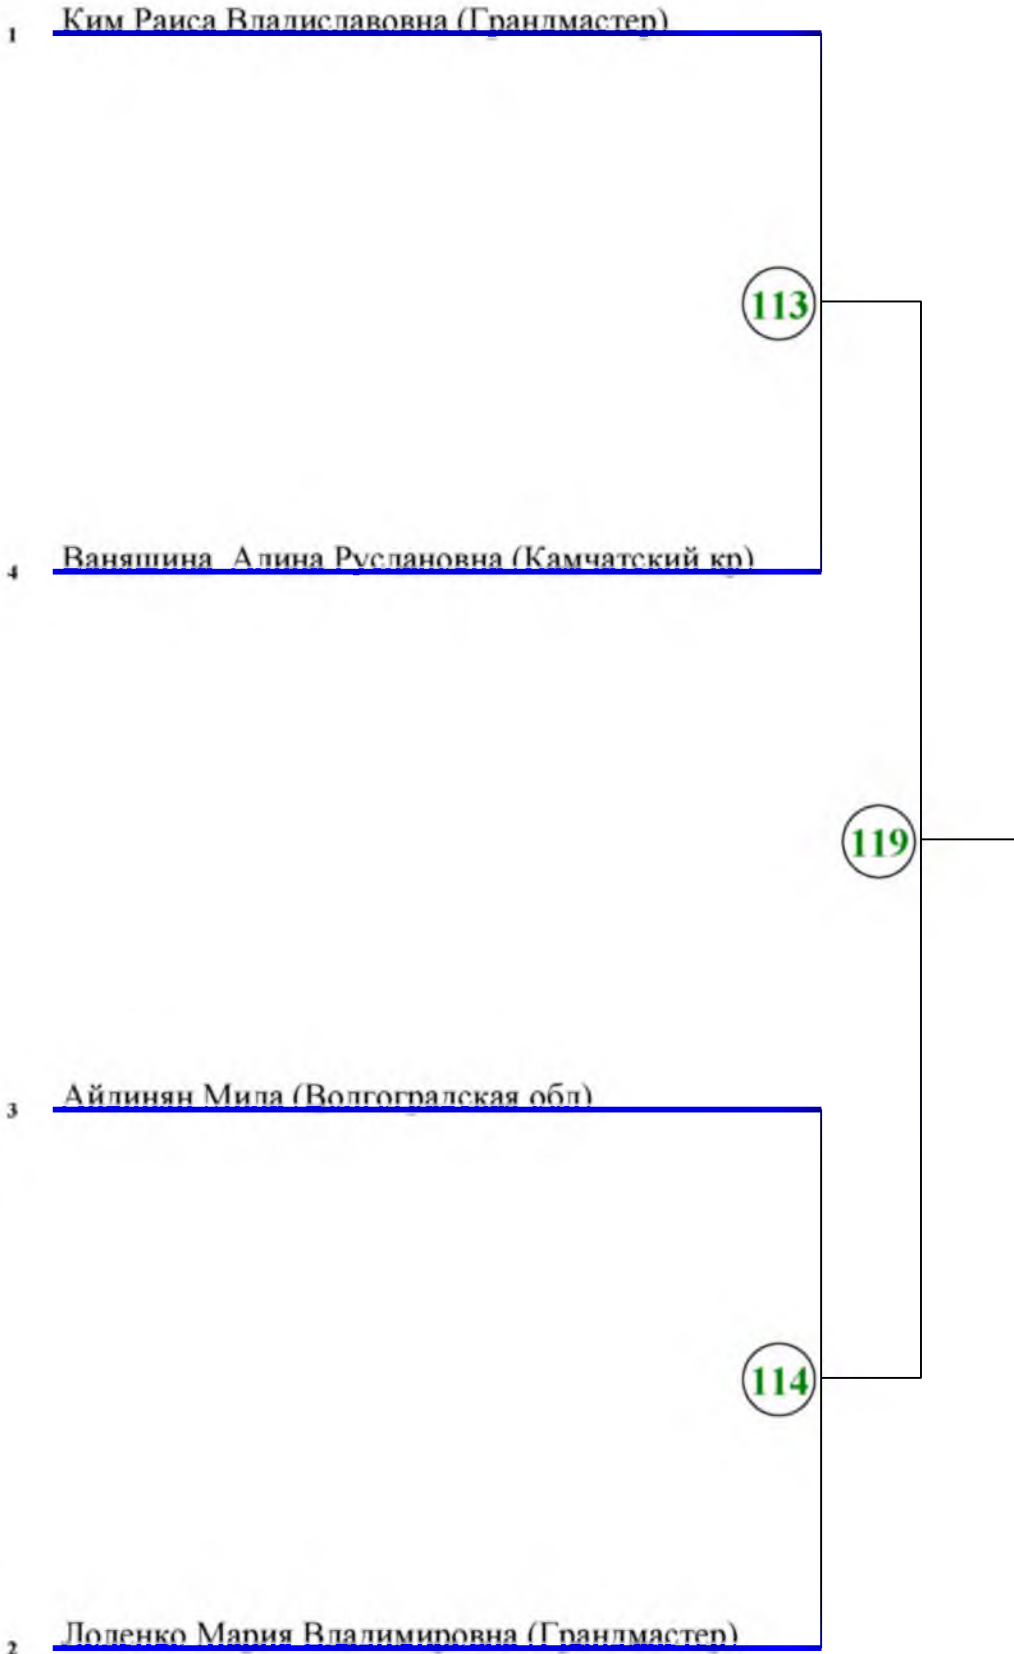 1 Ким Раиса Владиславовна (Грандмастер)
113
4 Ваняшина Алина Руслановна (Камчатский кр)
119
3 Айдинян Мила (Волгоградская обл)
114
2 Лоленко Мария Владимировна (Грандмастер)